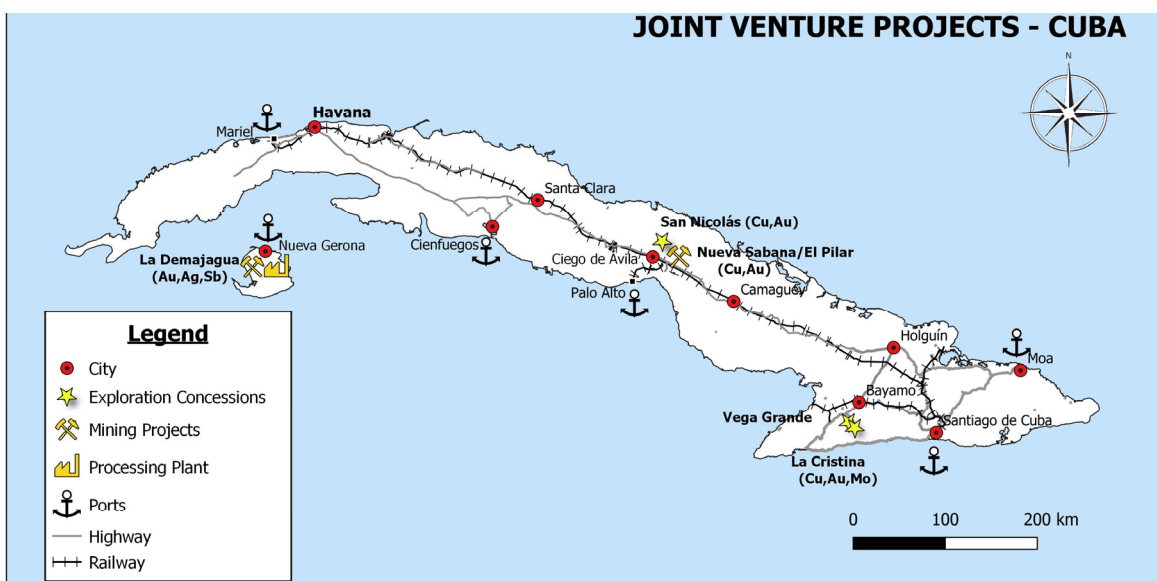 JOINT VENTURE PROJECTS - CUBA
N
Havana
Mariel
Santa Clara
San Nicolás (Cu,Au)
Cienfuegos
Nueva Gerona
Ciego de Ávila
Nueva Sabana/El Pilar
(Cu,Au)
La Demajagua
(Au,Ag,Sb)
Palo Alto
Camagüey
Holguín
Moa
Bayamo
Vega Grande
Santiago de Cuba
La Cristina
(Cu,Au,Mo)
Legend
City
Exploration Concessions
Mining Projects
Processing Plant
Ports
Highway
Railway
0 100 200 km